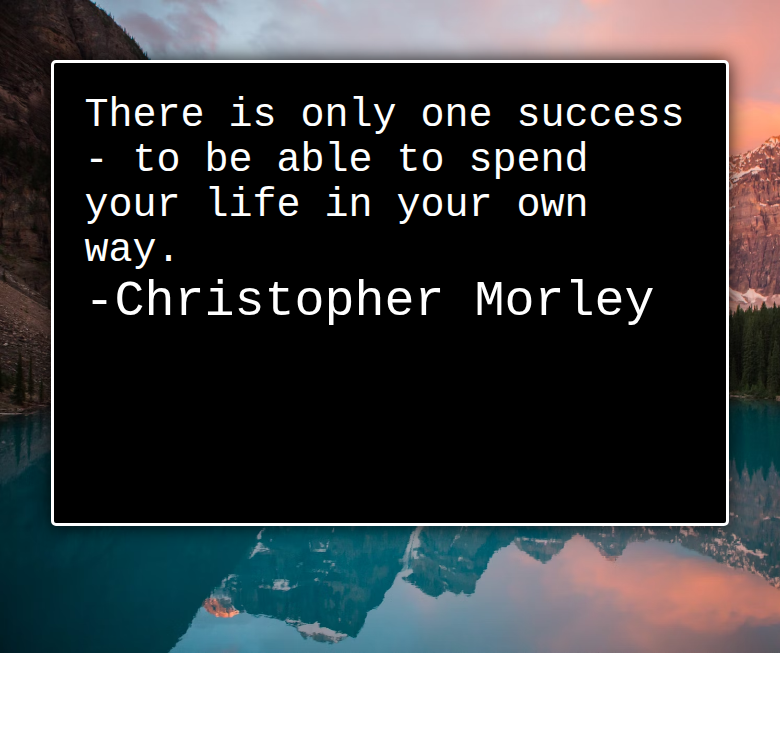 There is only one success
- to be able to spend
your life in your own
way.
-Christopher Morley